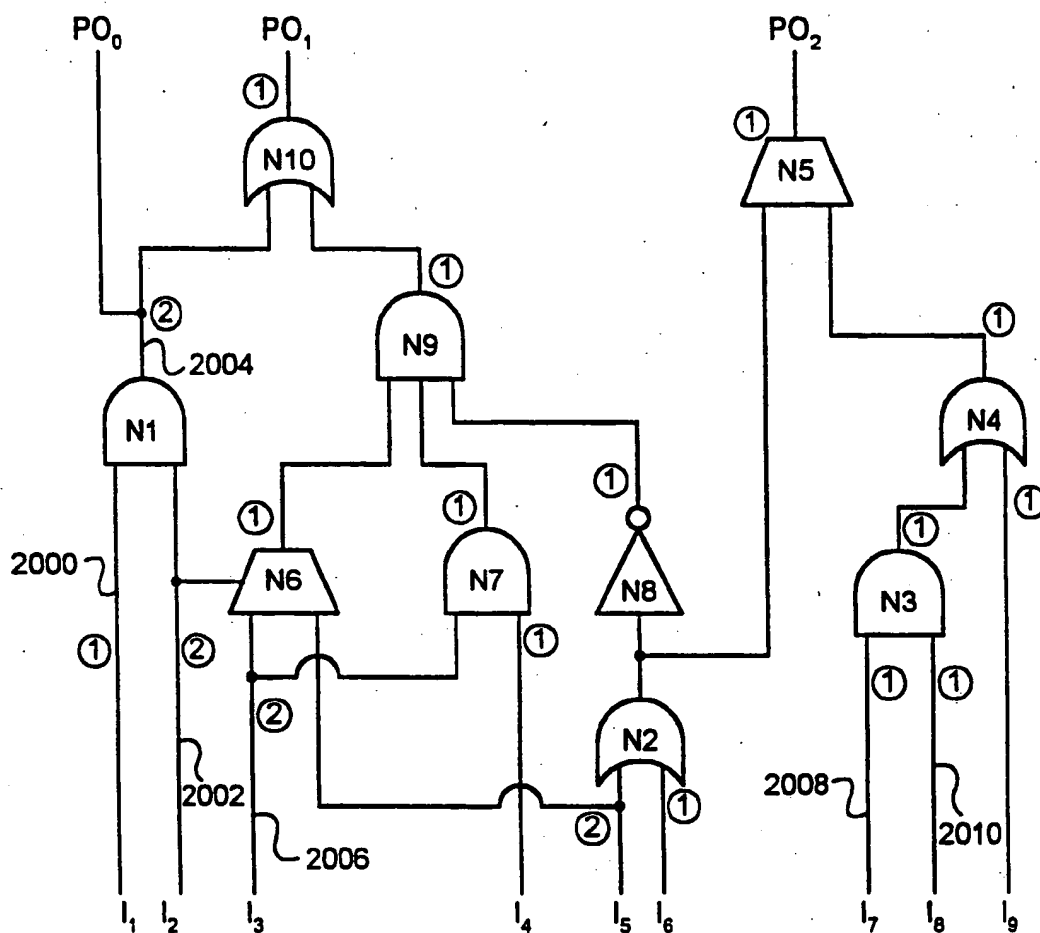 PO₀ PO₁ PO₂
①
①
N10 N5
①
②
N9
①
2004
N1 N4
① ①
① ①
①
2000
N6 N7 N8 N3
① ② ① ① ①
②
N2
2002
2008
② ①
2010
2006
I₁ I₂ I₃ I₄ I₅ I₆ I₇ I₈ I₉